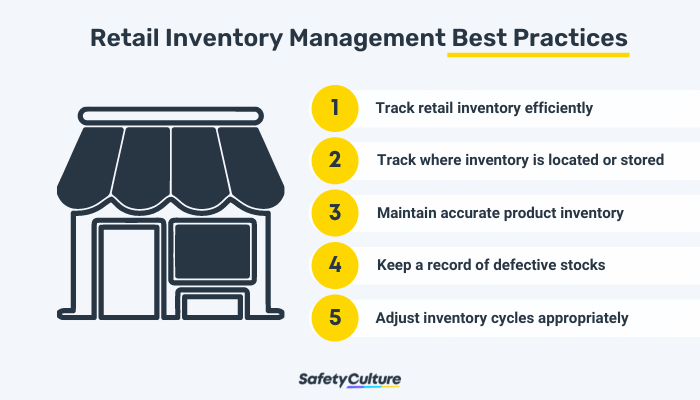 Retail Inventory Management Best Practices
1 Track retail inventory efficiently
2 Track where inventory is located or stored
3 Maintain accurate product inventory
4 Keep a record of defective stocks
5 Adjust inventory cycles appropriately
SafetyCulture